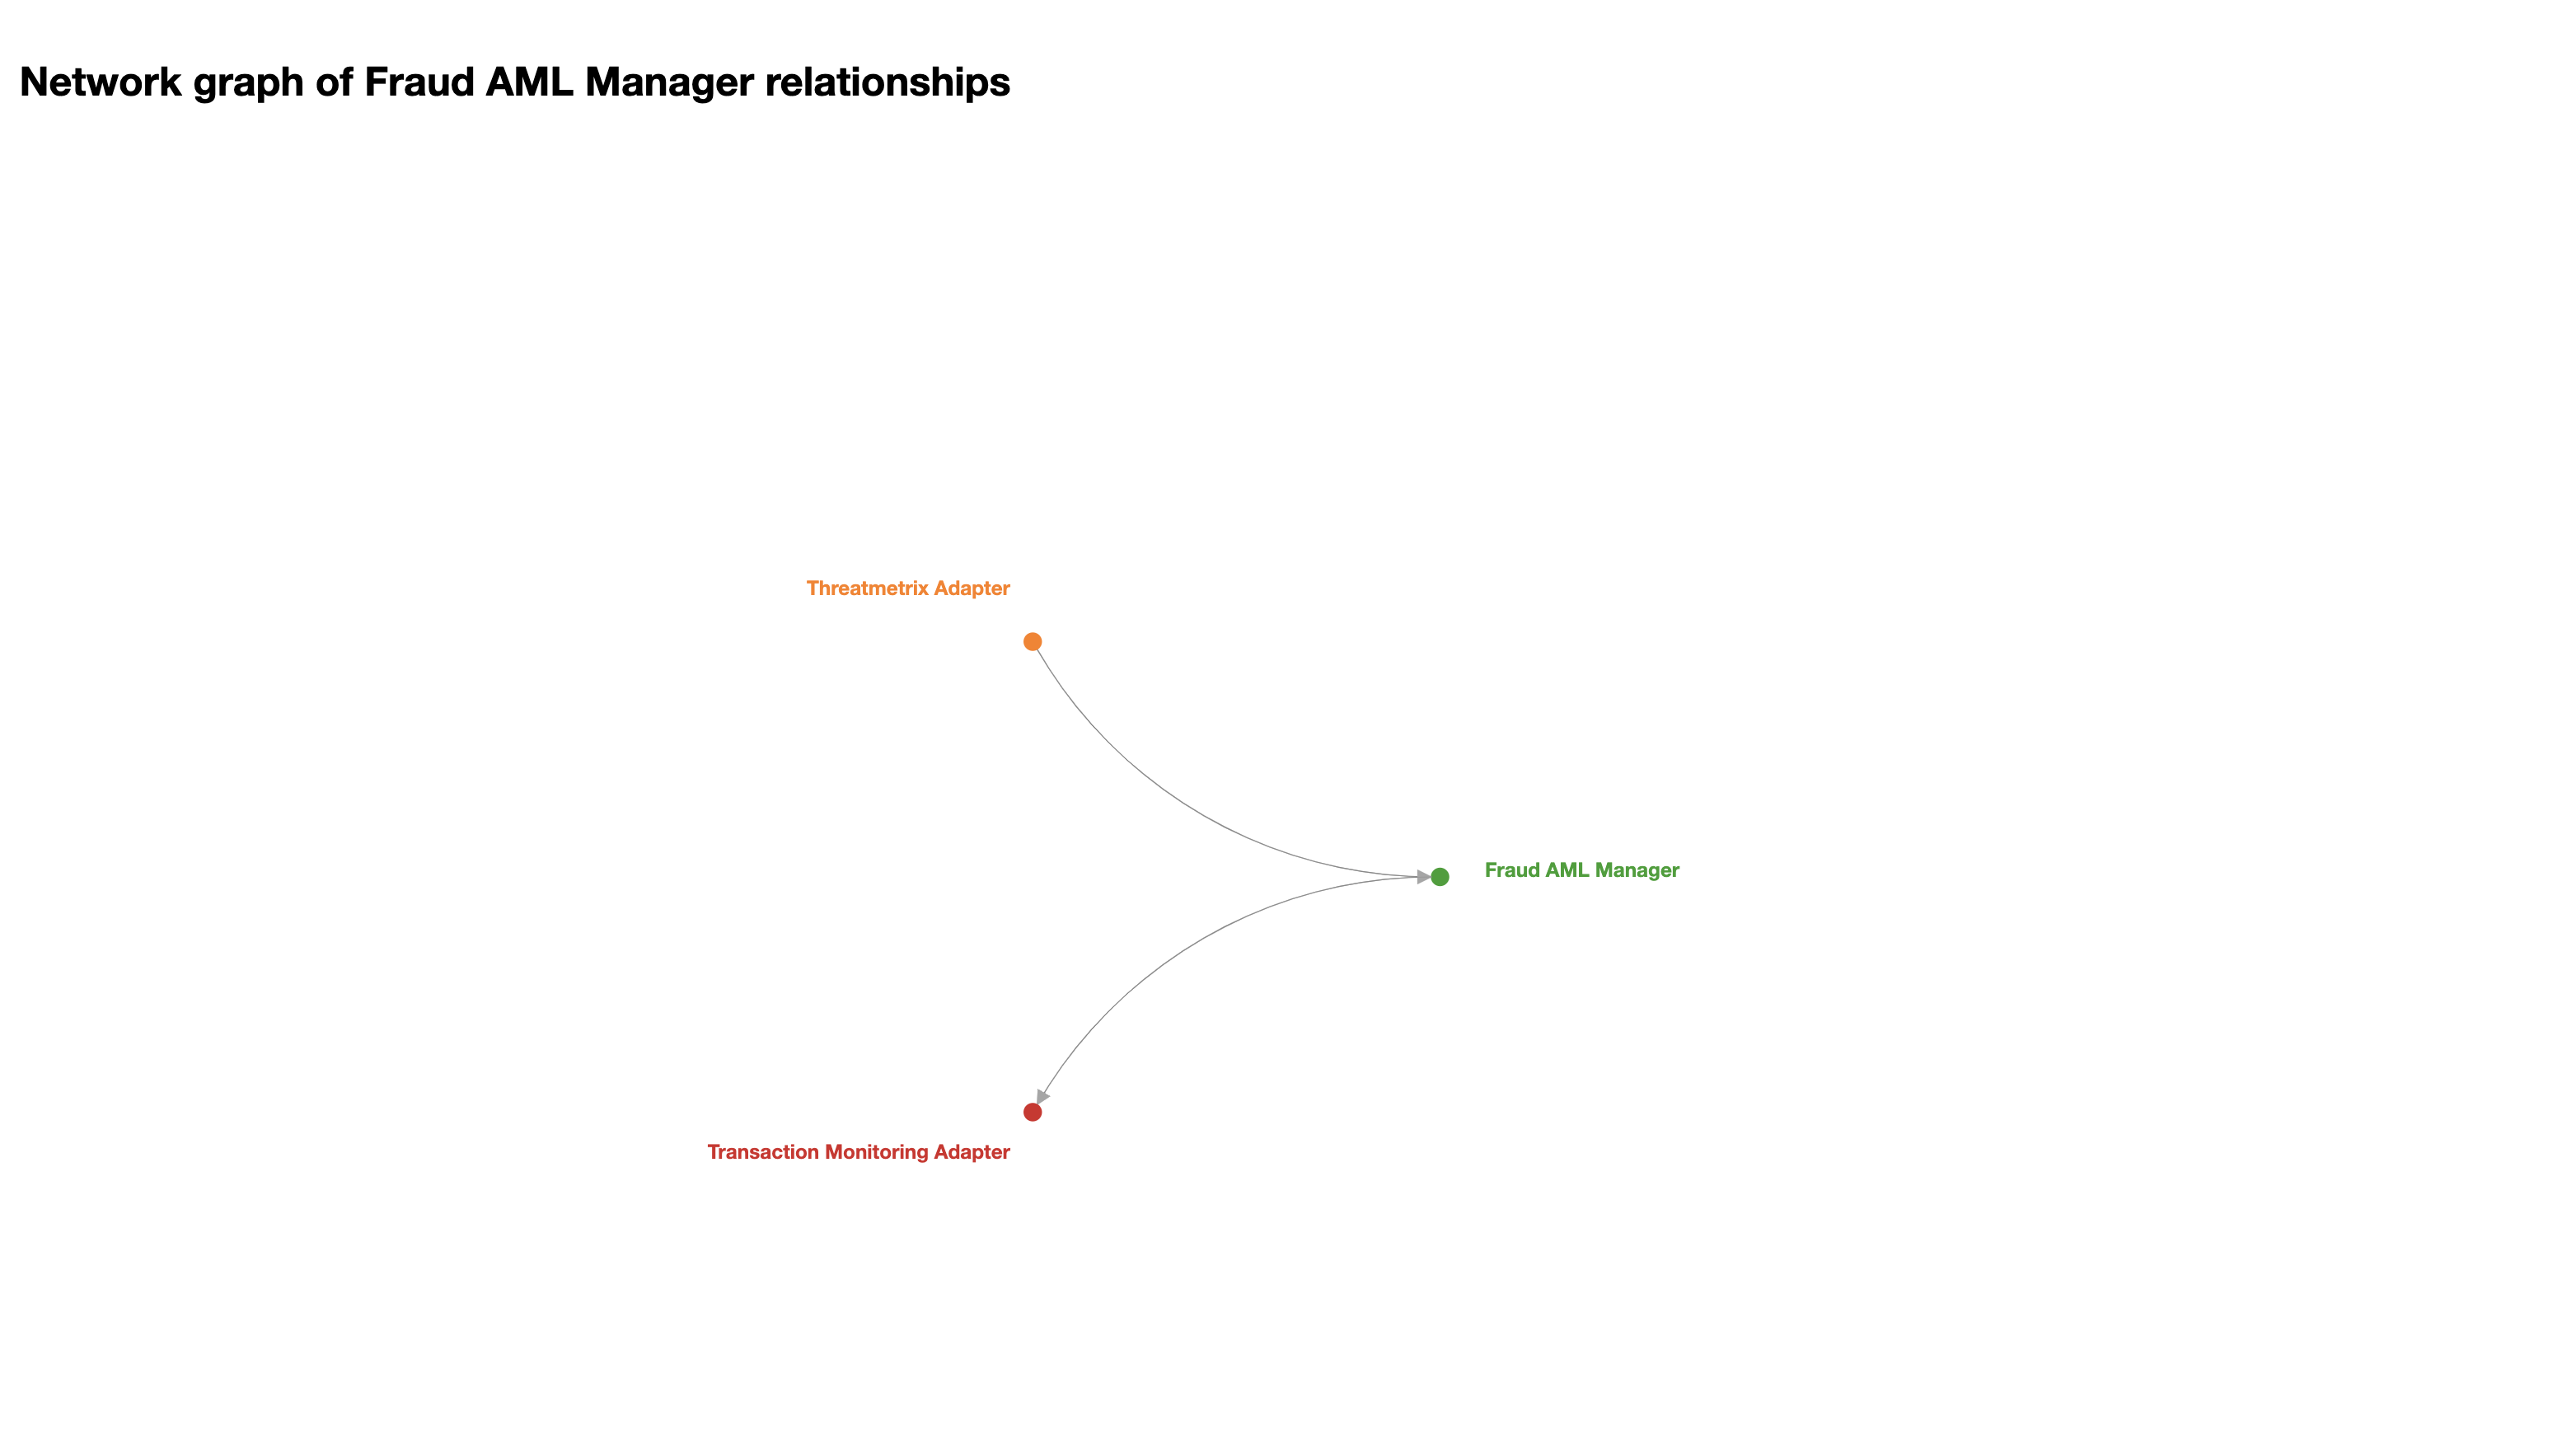 Network graph of Fraud AML Manager relationships
Threatmetrix Adapter
Fraud AML Manager
Transaction Monitoring Adapter